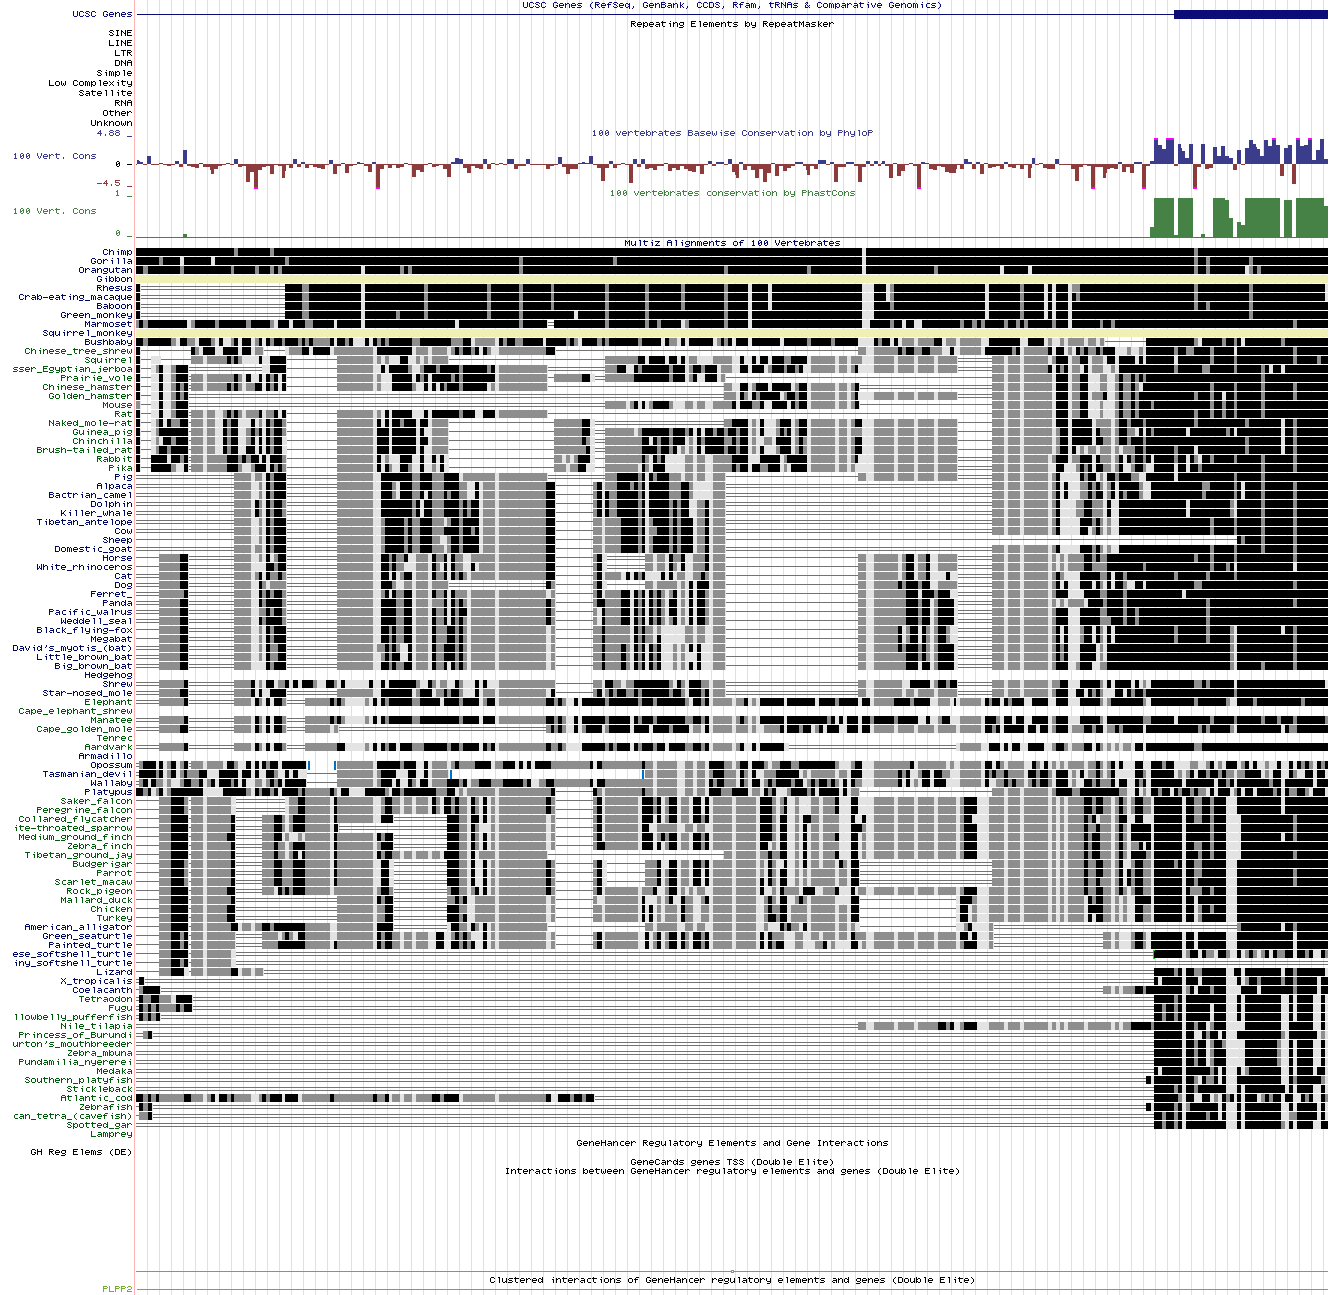 UCSC Genes (RefSeq, GenBank, CCDS, Rfam, tRNAs & Comparative Genomics)
UCSC Genes
Repeating Elements by RepeatMasker
SINE
LINE
LTR
DNA
Simple
Low Complexity
Satellite
RNA
Other
Unknown
4.88 _
100 vertebrates Basewise Conservation by PhyloP
100 Vert. Cons
0 _
-4.5 _
100 vertebrates conservation by PhastCons
1 _
100 Vert. Cons
0 _
Multiz Alignments of 100 Vertebrates
Chimp
Gorilla
Orangutan
Gibbon
Rhesus
Crab-eating_macaque
Baboon
Green_monkey
Marmoset
Squirrel_monkey
Bushbaby
Chinese_tree_shrew
Squirrel
sser_Egyptian_jerboa
Prairie_vole
Chinese_hamster
Golden_hamster
Mouse
Rat
Naked_mole-rat
Guinea_pig
Chinchilla
Brush-tailed_rat
Rabbit
Pika
Pig
Alpaca
Bactrian_camel
Dolphin
Killer_whale
Tibetan_antelope
Cow
Sheep
Domestic_goat
Horse
White_rhinoceros
Cat
Dog
Ferret_
Panda
Pacific_walrus
Weddell_seal
Black_flying-fox
Megabat
David's_myotis_(bat)
Little_brown_bat
Big_brown_bat
Hedgehog
Shrew
Star-nosed_mole
Elephant
Cape_elephant_shrew
Manatee
Cape_golden_mole
Tenrec
Aardvark
Armadillo
Opossum
Tasmanian_devil
Wallaby
Platypus
Saker_falcon
Peregrine_falcon
Collared_flycatcher
ite-throated_sparrow
Medium_ground_finch
Zebra_finch
Tibetan_ground_jay
Budgerigar
Parrot
Scarlet_macaw
Rock_pigeon
Mallard_duck
Chicken
Turkey
American_alligator
Green_seaturtle
Painted_turtle
ese_softshell_turtle
iny_softshell_turtle
Lizard
X_tropicalis
Coelacanth
Tetraodon
Fugu
llowbelly_pufferfish
Nile_tilapia
Princess_of_Burundi
urton's_mouthbreeder
Zebra_mbuna
Pundamilia_nyererei
Medaka
Southern_platyfish
Stickleback
Atlantic_cod
Zebrafish
can_tetra_(cavefish)
Spotted_gar
Lamprey
GeneHancer Regulatory Elements and Gene Interactions
GH Reg Elems (DE)
GeneCards genes TSS (Double Elite)
Interactions between GeneHancer regulatory elements and genes (Double Elite)
Clustered interactions of GeneHancer regulatory elements and genes (Double Elite)
PLPP2